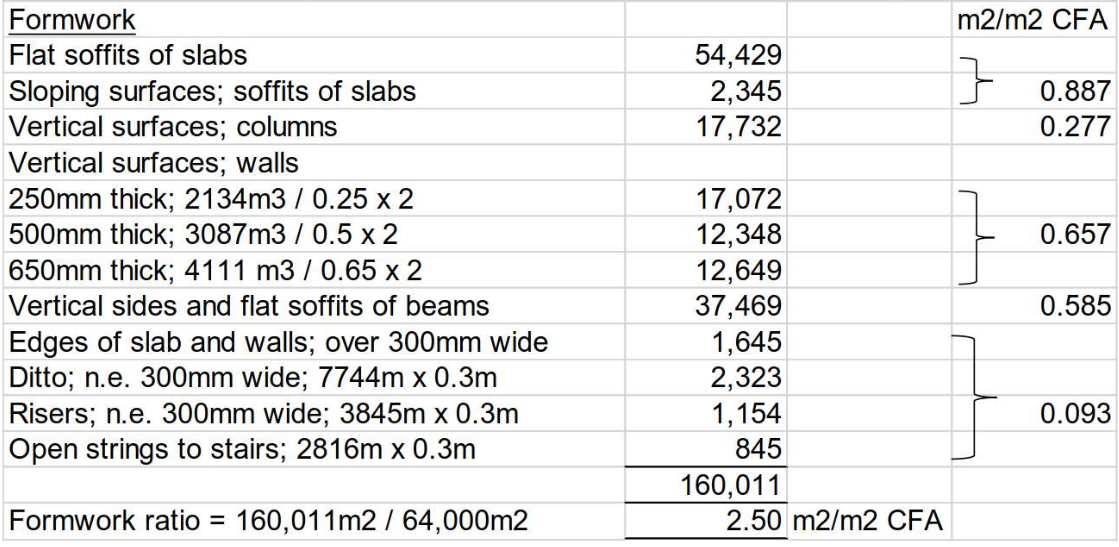 Formwork m2/m2 CFA
Flat soffits of slabs 54,429
Sloping surfaces; soffits of slabs 2,345 0.887
Vertical surfaces; columns 17,732 0.277
Vertical surfaces; walls
250mm thick; 2134m3 / 0.25 x 2 17,072
500mm thick; 3087m3 / 0.5 x 2 12,348 0.657
650mm thick; 4111 m3 / 0.65 x 2 12,649
Vertical sides and flat soffits of beams 37,469 0.585
Edges of slab and walls; over 300mm wide 1,645
Ditto; n.e. 300mm wide; 7744m x 0.3m 2,323
Risers; n.e. 300mm wide; 3845m x 0.3m 1,154 0.093
Open strings to stairs; 2816m x 0.3m 845
160,011
Formwork ratio = 160,011m2 / 64,000m2 2.50 m2/m2 CFA